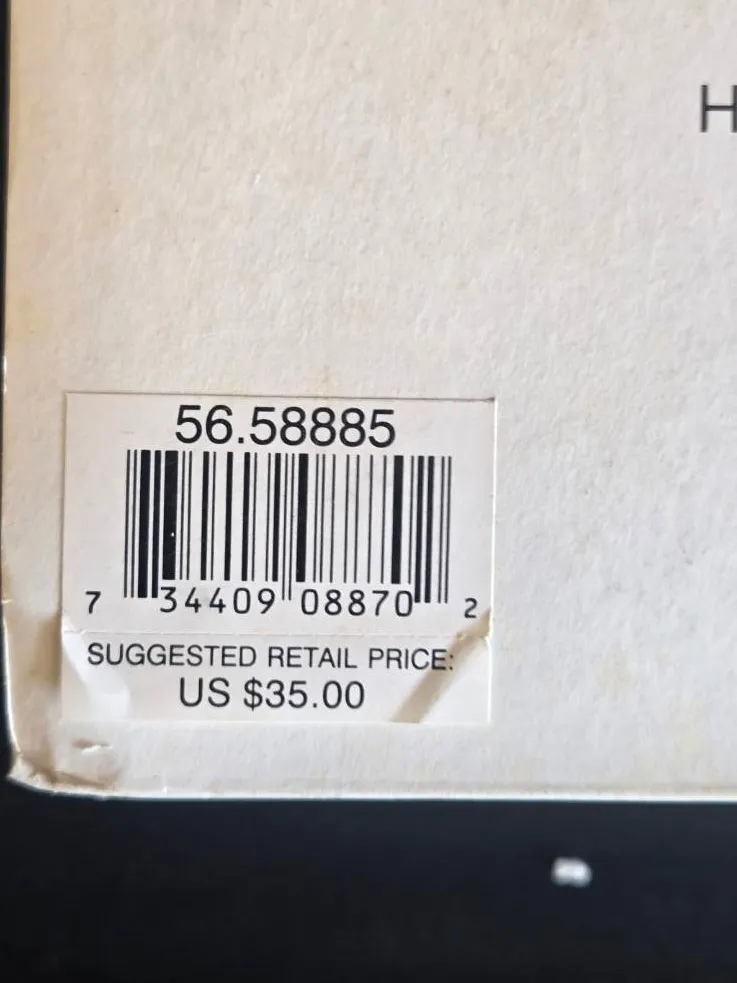 H
56.58885
7 34409 08870 2
SUGGESTED RETAIL PRICE:
US $35.00